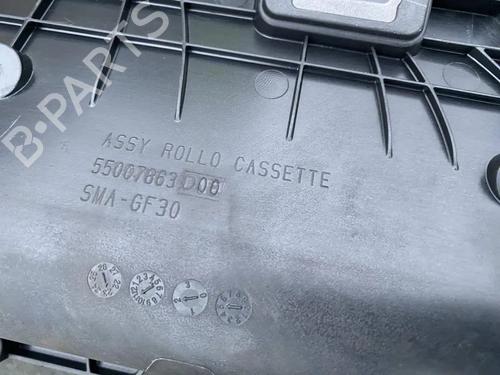 B-PARTS
ASSY ROLLO CASSETTE
55007863D00
SMA-GF30